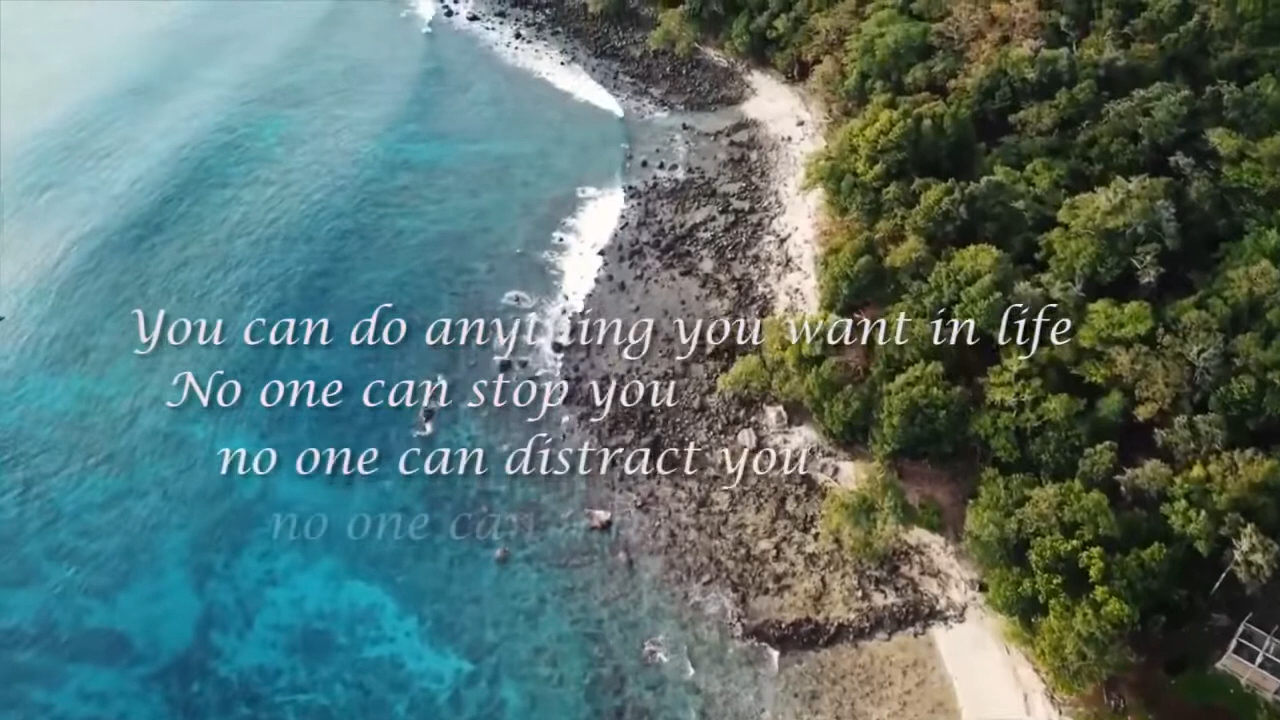 You can do anything you want in life
No one can stop you
no one can distract you
no one can